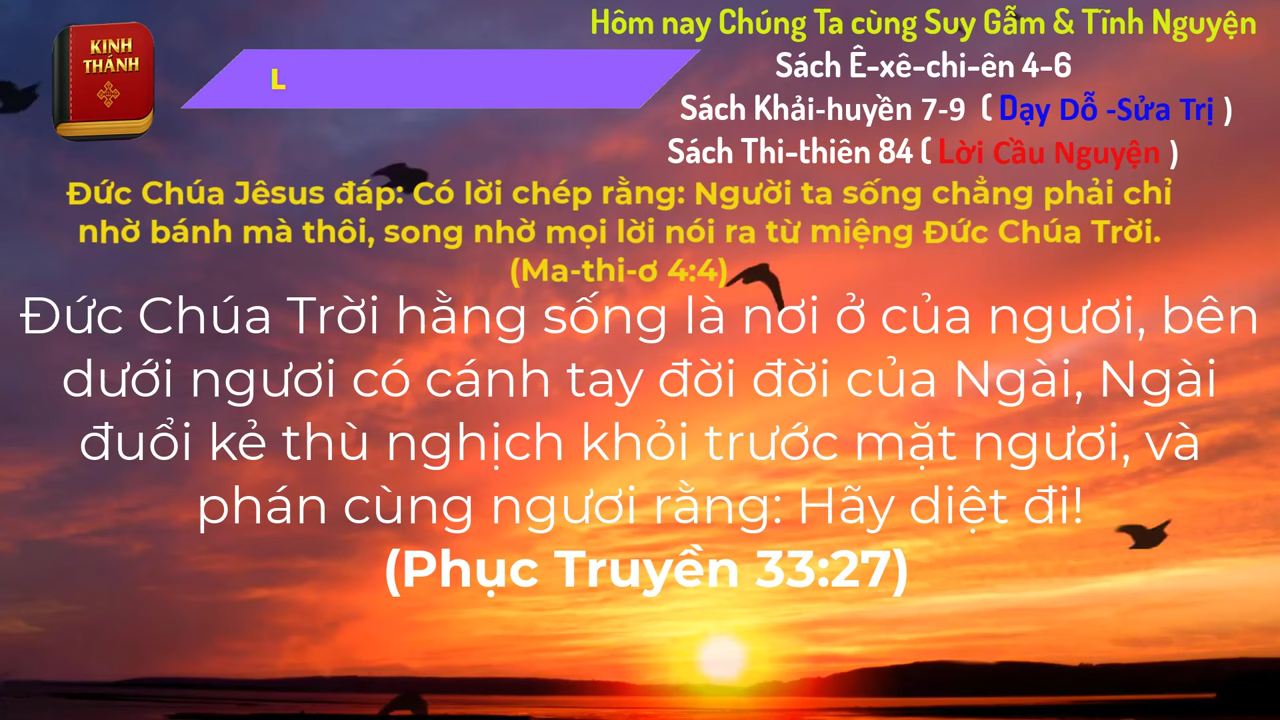 KINH
THÁNH
L
Hôm nay Chúng Ta cùng Suy Gẫm & Tĩnh Nguyện
Sách Ê-xê-chi-ên 4-6
Sách Khải-huyền 7-9 ( Dạy Dỗ -Sửa Trị )
Sách Thi-thiên 84 ( Lời Cầu Nguyện )
Đức Chúa Jêsus đáp: Có lời chép rằng: Người ta sống chẳng phải chỉ
nhờ bánh mà thôi, song nhờ mọi lời nói ra từ miệng Đức Chúa Trời.
(Ma-thi-ơ 4:4)
Đức Chúa Trời hằng sống là nơi ở của ngươi, bên
dưới ngươi có cánh tay đời đời của Ngài, Ngài
đuổi kẻ thù nghịch khỏi trước mặt ngươi, và
phán cùng ngươi rằng: Hãy diệt đi!
(Phục Truyền 33:27)